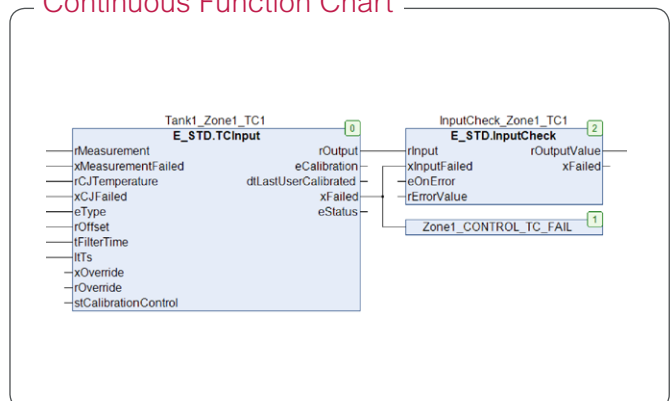 Continuous Function Chart
Tank1_Zone1_TC1
0
E_STD.TCInput
rMeasurement
rOutput
xMeasurementFailed
eCalibration
rCJTemperature
dtLastUserCalibrated
xCJFailed
xFailed
eType
eStatus
rOffset
tFilterTime
ltTs
xOverride
rOverride
stCalibrationControl
InputCheck_Zone1_TC1
2
E_STD.InputCheck
rInput
rOutputValue
xInputFailed
xFailed
eOnError
rErrorValue
1
Zone1_CONTROL_TC_FAIL